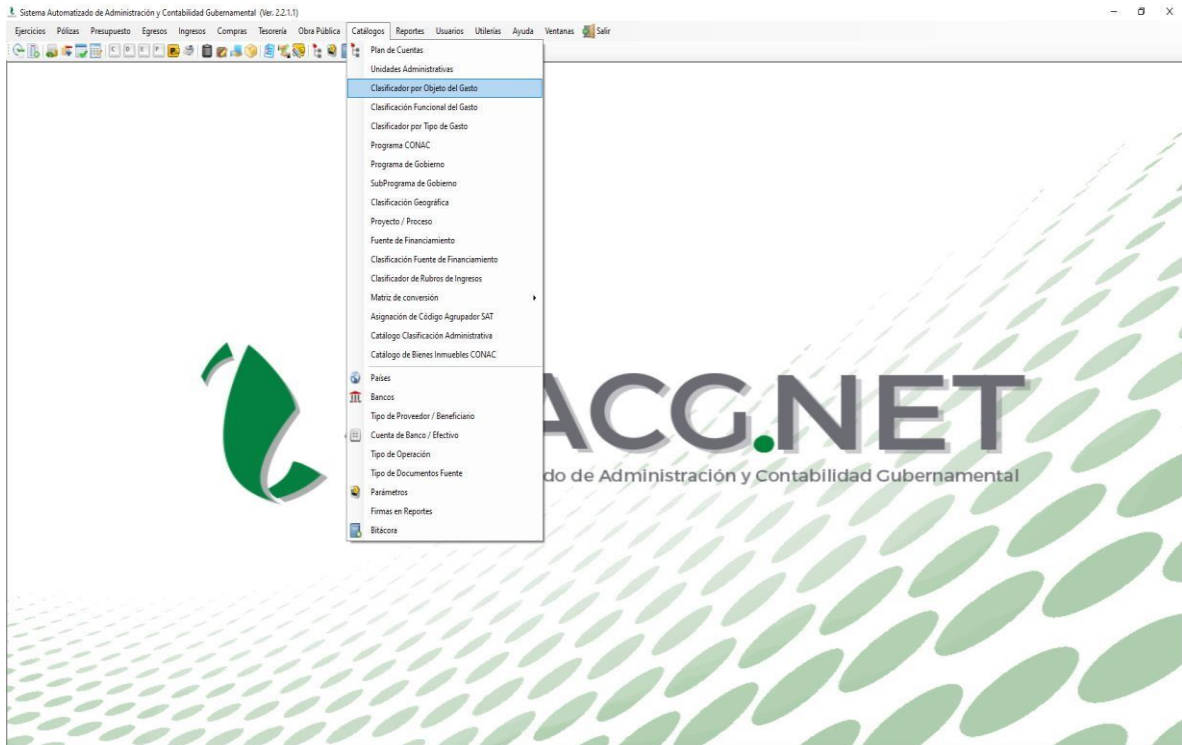 Sistema Automatizado de Administración y Contabilidad Gubernamental (Ver. 2.2.1.1)
Ejercicios Pólizas Presupuesto Egresos Ingresos Compras Tesorería Obra Pública Catálogos Reportes Usuarios Utilerías Ayuda Ventanas Salir
C D E P
Plan de Cuentas
Unidades Administrativas
Clasificador por Objeto del Gasto
Clasificación Funcional del Gasto
Clasificador por Tipo de Gasto
Programa CONAC
Programa de Gobierno
SubPrograma de Gobierno
Clasificación Geográfica
Proyecto / Proceso
Fuente de Financiamiento
Clasificación Fuente de Financiamiento
Clasificador de Rubros de Ingresos
Matriz de conversión
Asignación de Código Agrupador SAT
Catálogo Clasificación Administrativa
Catálogo de Bienes Inmuebles CONAC
Países
Bancos
Tipo de Proveedor / Beneficiario
Cuenta de Banco / Efectivo
Tipo de Operación
Tipo de Documentos Fuente
Parámetros
Firmas en Reportes
Bitácora
ACG.NET
do de Administración y Contabilidad Gubernamental